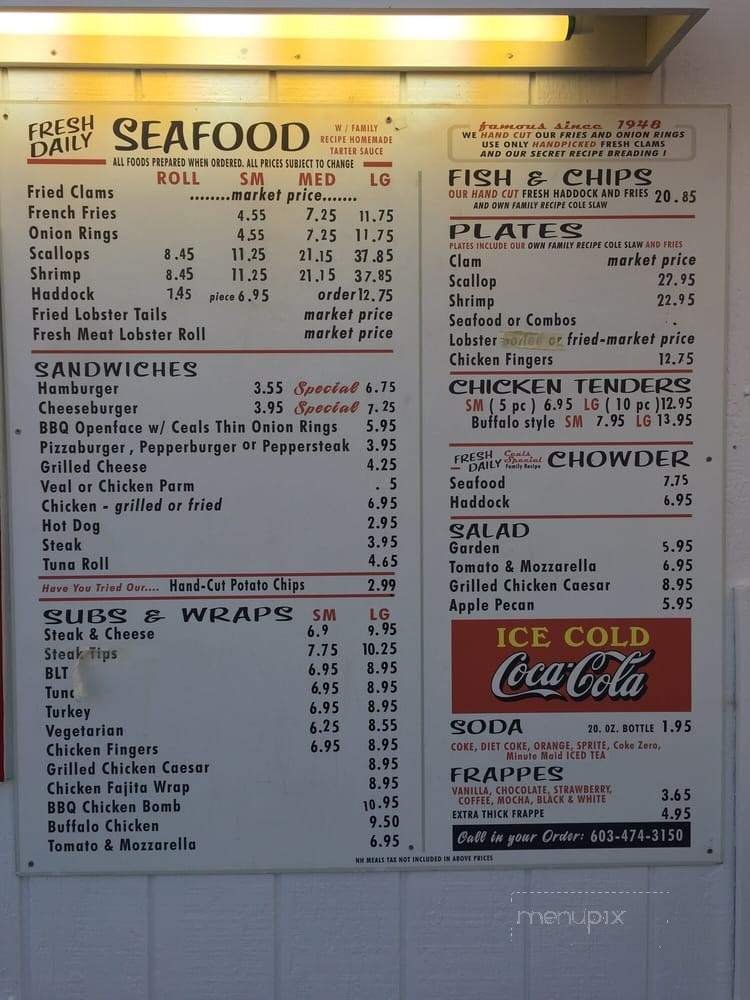 FRESH DAILY SEAFOOD W / FAMILY RECIPE HOMEMADE TARTER SAUCE
ALL FOODS PREPARED WHEN ORDERED. ALL PRICES SUBJECT TO CHANGE
ROLL SM MED LG
Fried Clams ........market price.......
French Fries 4.55 7.25 11.75
Onion Rings 4.55 7.25 11.75
Scallops 8.45 11.25 21.15 37.85
Shrimp 8.45 11.25 21.15 37.85
Haddock 7.45 piece 6.95 order 12.75
Fried Lobster Tails market price
Fresh Meat Lobster Roll market price
SANDWICHES
Hamburger 3.55 Special 6.75
Cheeseburger 3.95 Special 7.25
BBQ Openface w/ Ceals Thin Onion Rings 5.95
Pizzaburger , Pepperburger or Peppersteak 3.95
Grilled Cheese 4.25
Veal or Chicken Parm . 5
Chicken - grilled or fried 6.95
Hot Dog 2.95
Steak 3.95
Tuna Roll 4.65
Have You Tried Our.... Hand-Cut Potato Chips 2.99
SUBS & WRAPS SM LG
Steak & Cheese 6.9 9.95
Steak Tips 7.75 10.25
BLT 6.95 8.95
Tuna 6.95 8.95
Turkey 6.95 8.95
Vegetarian 6.25 8.55
Chicken Fingers 6.95 8.95
Grilled Chicken Caesar 8.95
Chicken Fajita Wrap 8.95
BBQ Chicken Bomb 10.95
Buffalo Chicken 9.50
Tomato & Mozzarella 6.95
NH MEALS TAX NOT INCLUDED IN ABOVE PRICES
famous since 1948
WE HAND CUT OUR FRIES AND ONION RINGS
USE ONLY HANDPICKED FRESH CLAMS
AND OUR SECRET RECIPE BREADING !
FISH & CHIPS
OUR HAND CUT FRESH HADDOCK AND FRIES 20.85
AND OWN FAMILY RECIPE COLE SLAW
PLATES
PLATES INCLUDE OUR OWN FAMILY RECIPE COLE SLAW AND FRIES
Clam market price
Scallop 22.95
Shrimp 22.95
Seafood or Combos
Lobster boiled or fried-market price
Chicken Fingers 12.75
CHICKEN TENDERS
SM ( 5 pc ) 6.95 LG ( 10 pc )12.95
Buffalo style SM 7.95 LG 13.95
FRESH DAILY Ceals Special Family Recipe CHOWDER
Seafood 7.75
Haddock 6.95
SALAD
Garden 5.95
Tomato & Mozzarella 6.95
Grilled Chicken Caesar 8.95
Apple Pecan 5.95
ICE COLD
Coca-Cola
SODA 20. OZ. BOTTLE 1.95
COKE, DIET COKE, ORANGE, SPRITE, Coke Zero,
Minute Maid ICED TEA
FRAPPES
VANILLA, CHOCOLATE, STRAWBERRY,
COFFEE, MOCHA, BLACK & WHITE 3.65
EXTRA THICK FRAPPE 4.95
Call in your Order: 603-474-3150
menupix